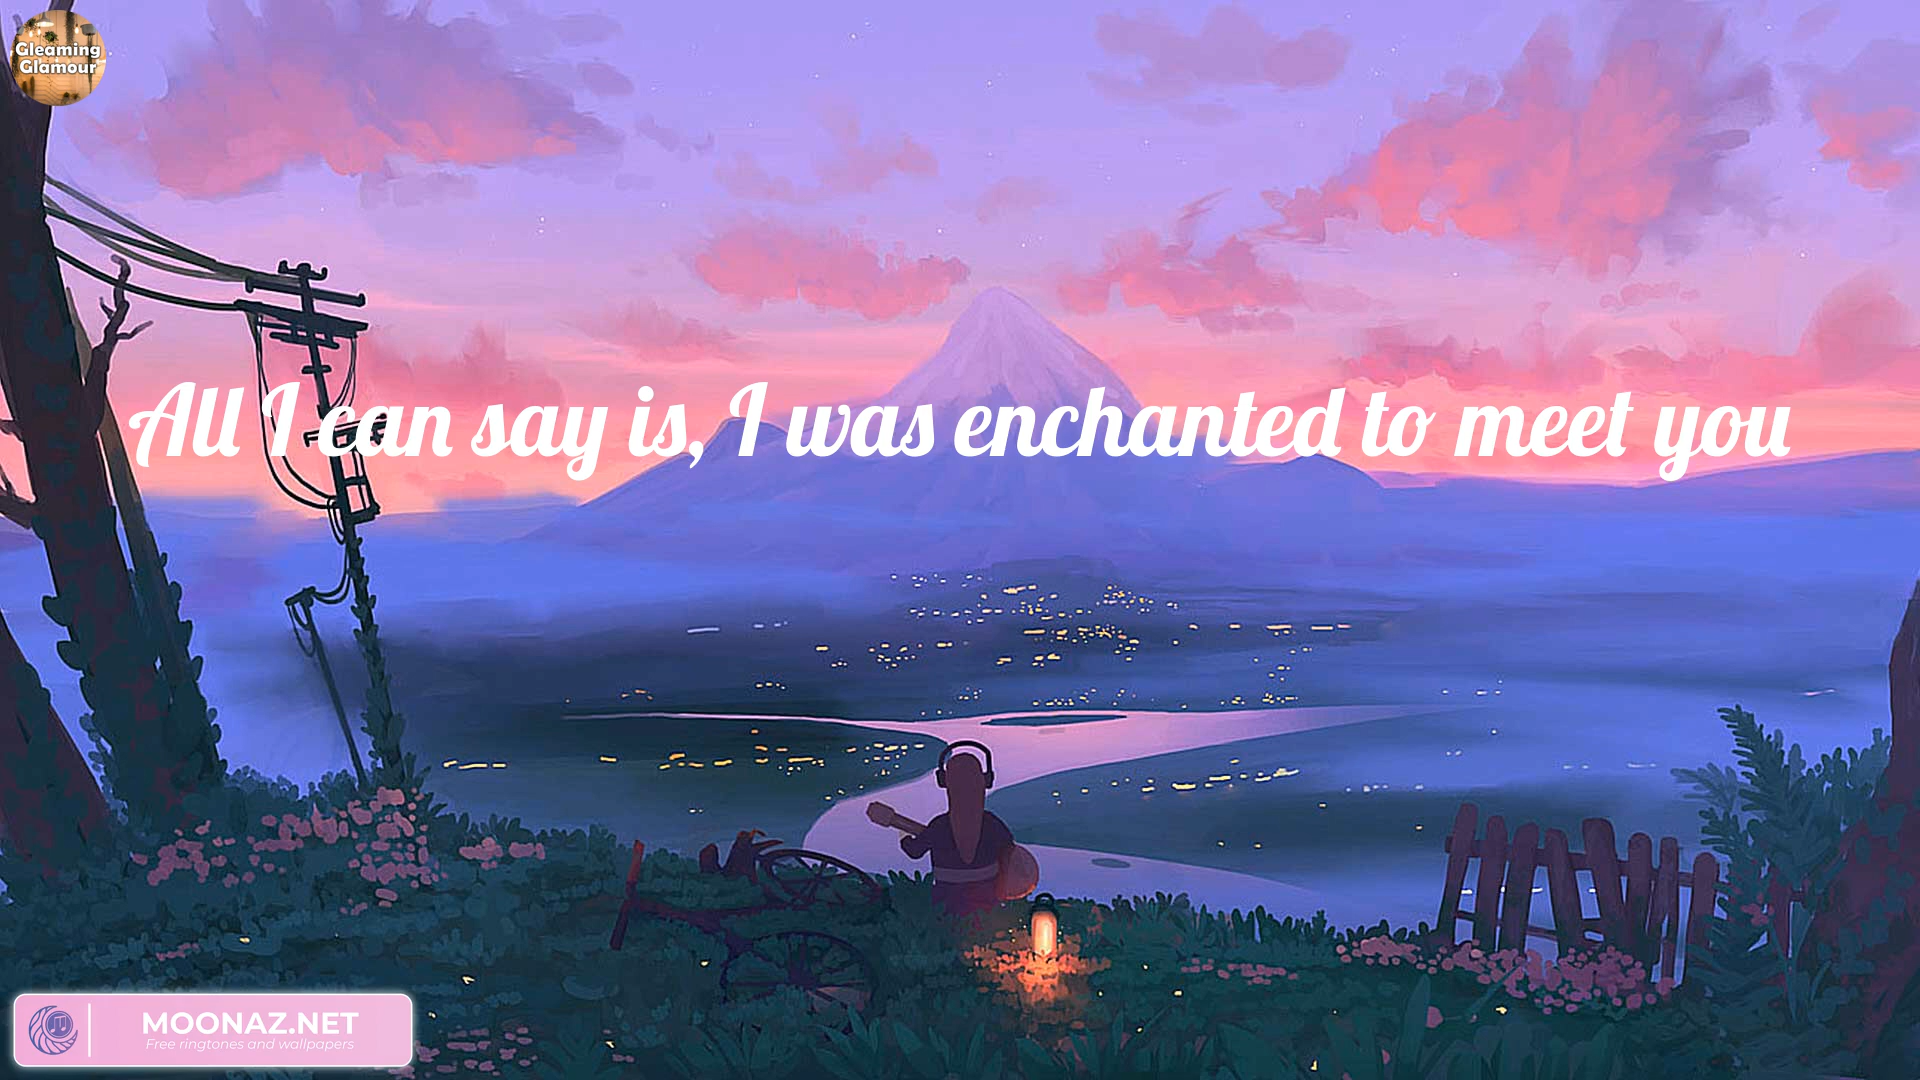 Gleaming
Glamour
All I can say is, I was enchanted to meet you
MOONAZ.NET
Free ringtones and wallpapers